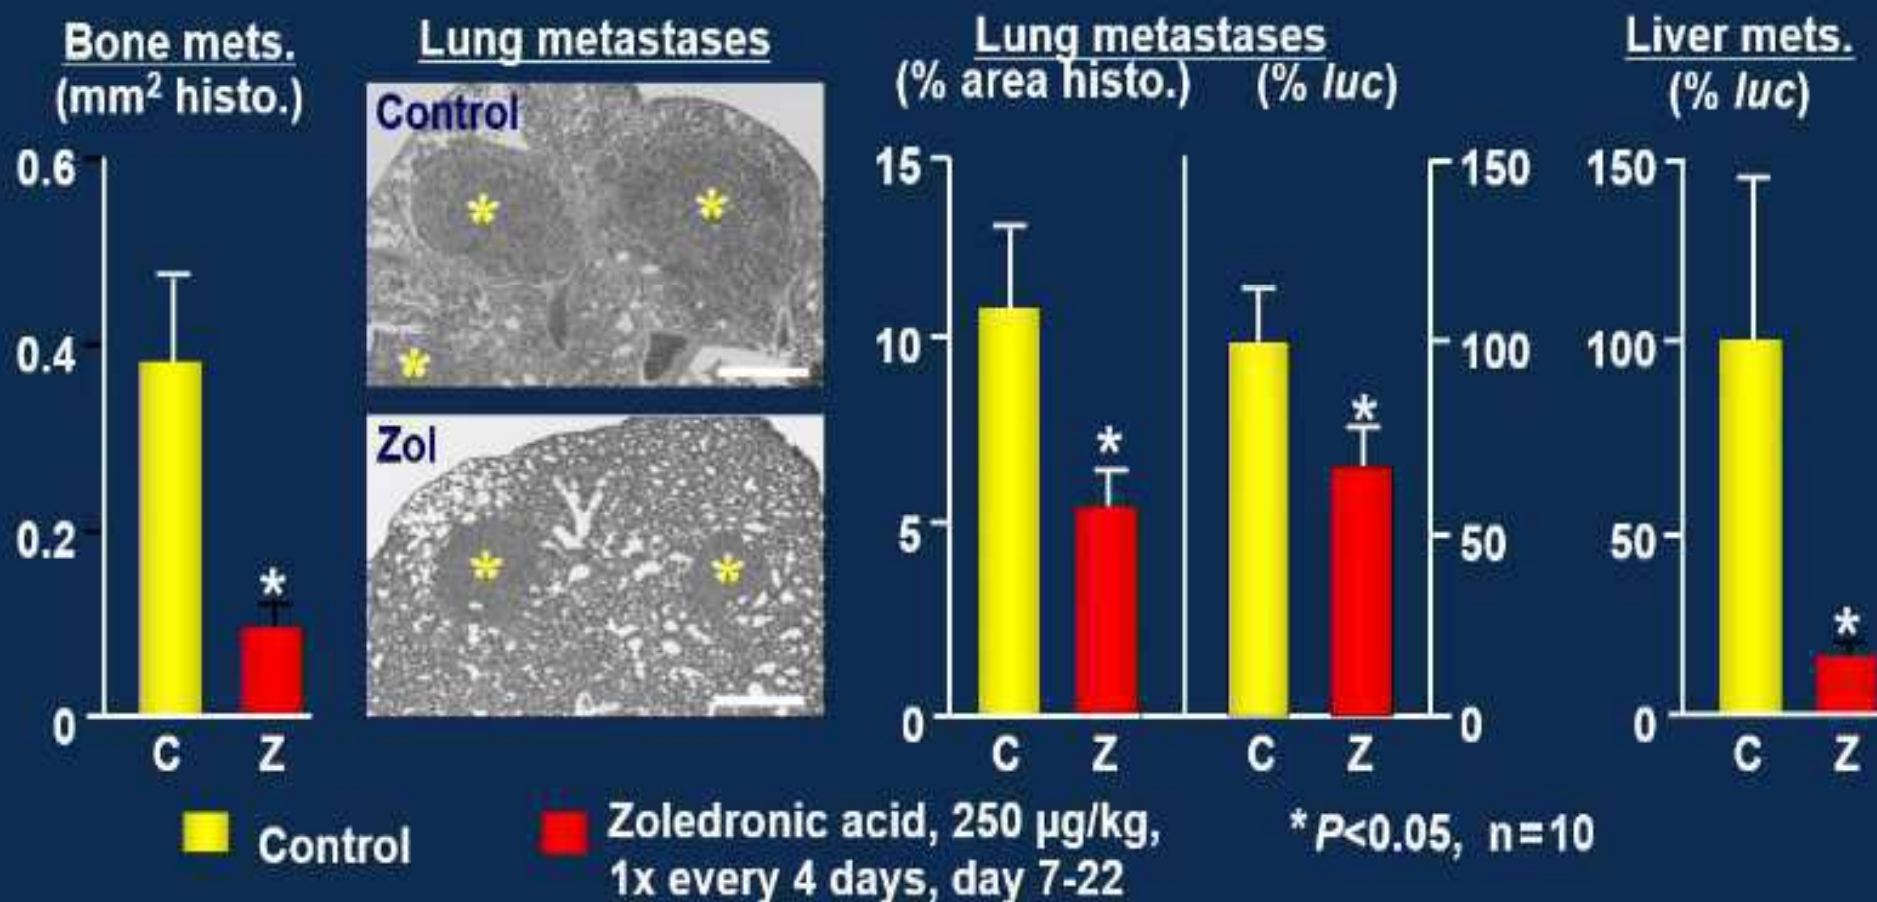 Bone mets.
(mm² histo.)
0.6
0.4
0.2
0
C Z
*
Lung metastases
Control
* *
*
Zol
* *
Lung metastases
(% area histo.) (% luc)
15
10
5
0
C Z
*
150
100
50
0
C Z
*
Liver mets.
(% luc)
150
100
50
0
C Z
*
Control
Zoledronic acid, 250 µg/kg,
1x every 4 days, day 7-22
*P<0.05, n=10